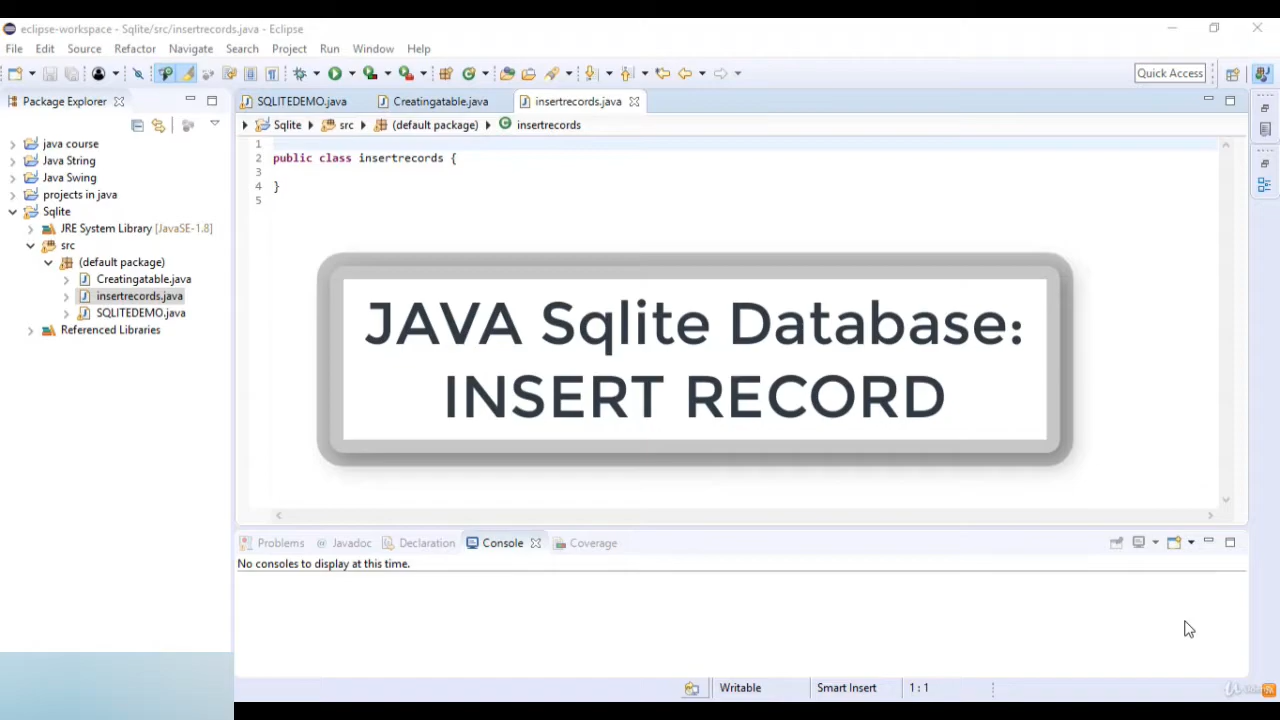 eclipse-workspace - Sqlite/src/insertrecords.java - Eclipse
File Edit Source Refactor Navigate Search Project Run Window Help
Quick Access
Package Explorer
SQLITEDEMO.java Creatingatable.java insertrecords.java
Sqlite src (default package) insertrecords
java course
Java String
Java Swing
projects in java
Sqlite
JRE System Library [JavaSE-1.8]
src
(default package)
Creatingatable.java
insertrecords.java
SQLITEDEMO.java
Referenced Libraries
1
2 public class insertrecords {
3
4 }
5
JAVA Sqlite Database:
INSERT RECORD
Problems @ Javadoc Declaration Console Coverage
No consoles to display at this time.
Writable Smart Insert 1 : 1